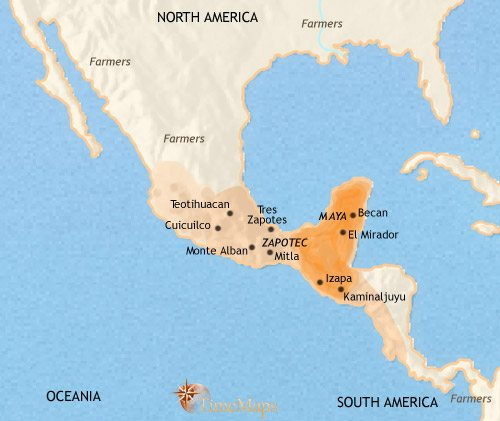 NORTH AMERICA
Farmers
Farmers
Farmers
Farmers
Teotihuacan
Cuicuilco
Tres
Zapotes
MAYA
Becan
El Mirador
Monte Alban
ZAPOTEC
Mitla
Izapa
Kaminaljuyu
OCEANIA
TimeMaps
SOUTH AMERICA
Farmers